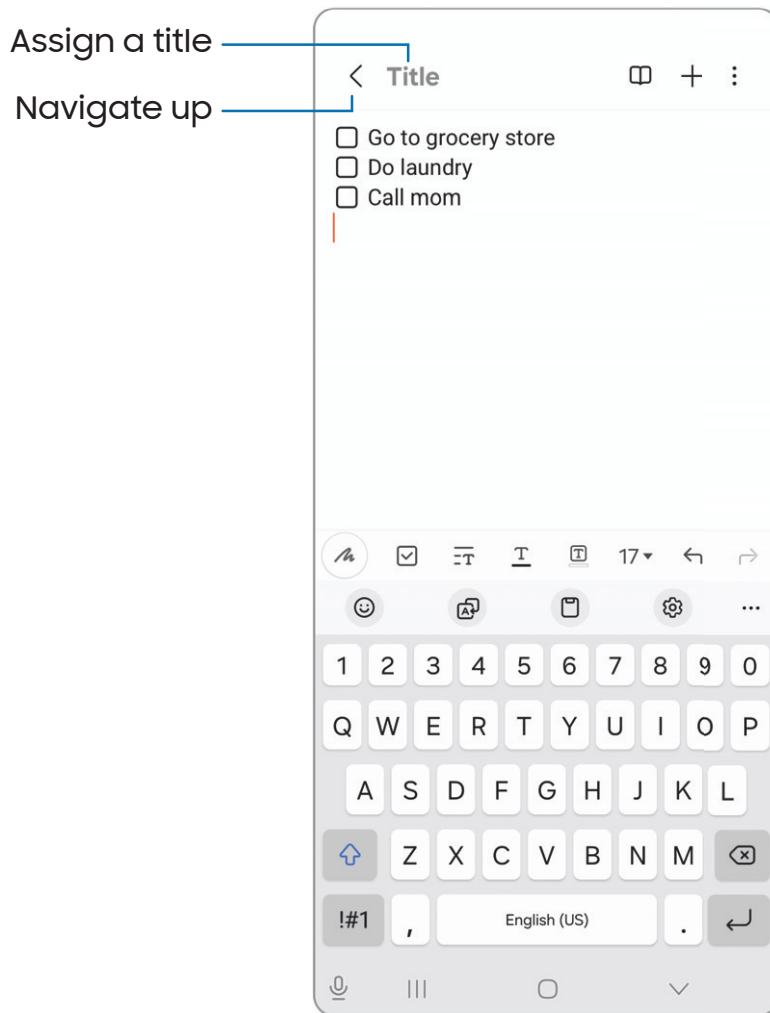 Assign a title
Title
Navigate up
Go to grocery store
Do laundry
Call mom
17
1 2 3 4 5 6 7 8 9 0
Q W E R T Y U I O P
A S D F G H J K L
Z X C V B N M
!#1 , English (US) .